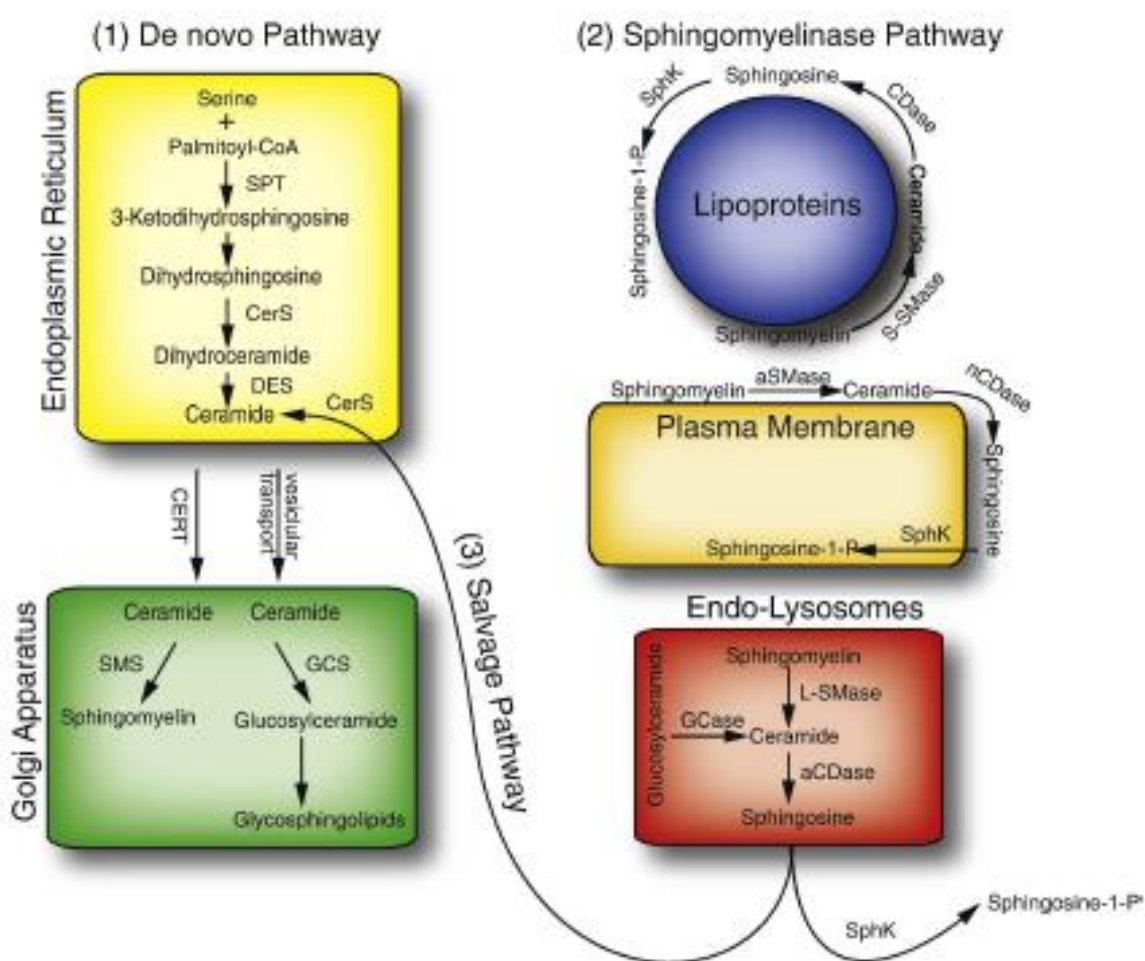 (1) De novo Pathway
Endoplasmic Reticulum
Serine
+
Palmitoyl-CoA
SPT
3-Ketodihydrosphingosine
Dihydrosphingosine
CerS
Dihydroceramide
DES
Ceramide
CerS
CERT
vesidular
transport
Golgi Apparatus
Ceramide
Ceramide
SMS
GCS
Sphingomyelin
Glucosylceramide
Glycosphingolipids
(3) Salvage Pathway
(2) Sphingomyelinase Pathway
Sphingosine
SphK
CDase
Sphingosine-1-P
Lipoproteins
Ceramide
S-SMase
Sphingomyelin
Sphingomyelin
aSMase
Ceramide
nCDase
Plasma Membrane
Sphingosine
SphK
Sphingosine-1-P
Endo-Lysosomes
Sphingomyelin
L-SMase
Glucosylceramide
GCase
Ceramide
aCDase
Sphingosine
SphK
Sphingosine-1-P'